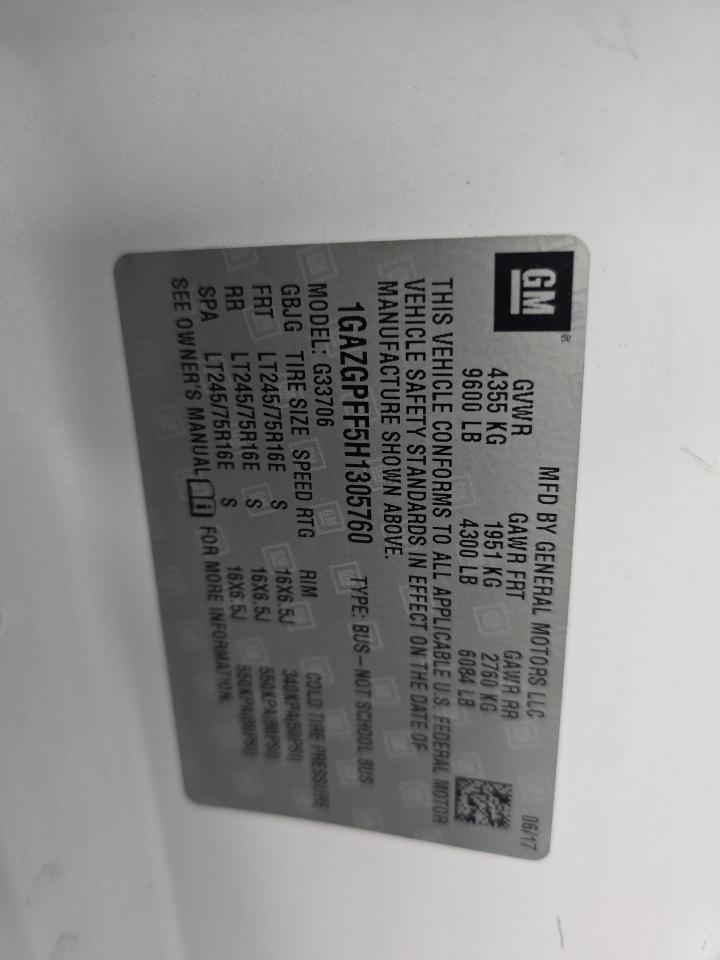 GM®
MFD BY GENERAL MOTORS LLC 06/17
GVWR GAWR FRT GAWR RR
4355 KG 1951 KG 2760 KG
9600 LB 4300 LB 6084 LB
THIS VEHICLE CONFORMS TO ALL APPLICABLE U.S. FEDERAL MOTOR
VEHICLE SAFETY STANDARDS IN EFFECT ON THE DATE OF
MANUFACTURE SHOWN ABOVE.
1GAZGPFF5H1305760 TYPE: BUS–NOT SCHOOL BUS
MODEL: G33706
GBJG TIRE SIZE SPEED RTG RIM COLD TIRE PRESSURE
FRT LT245/75R16E S 16X6.5J 340KPA(50PSI)
RR LT245/75R16E S 16X6.5J 550KPA(80PSI)
SPA LT245/75R16E S 16X6.5J 550KPA(80PSI)
SEE OWNER'S MANUAL i FOR MORE INFORMATION.